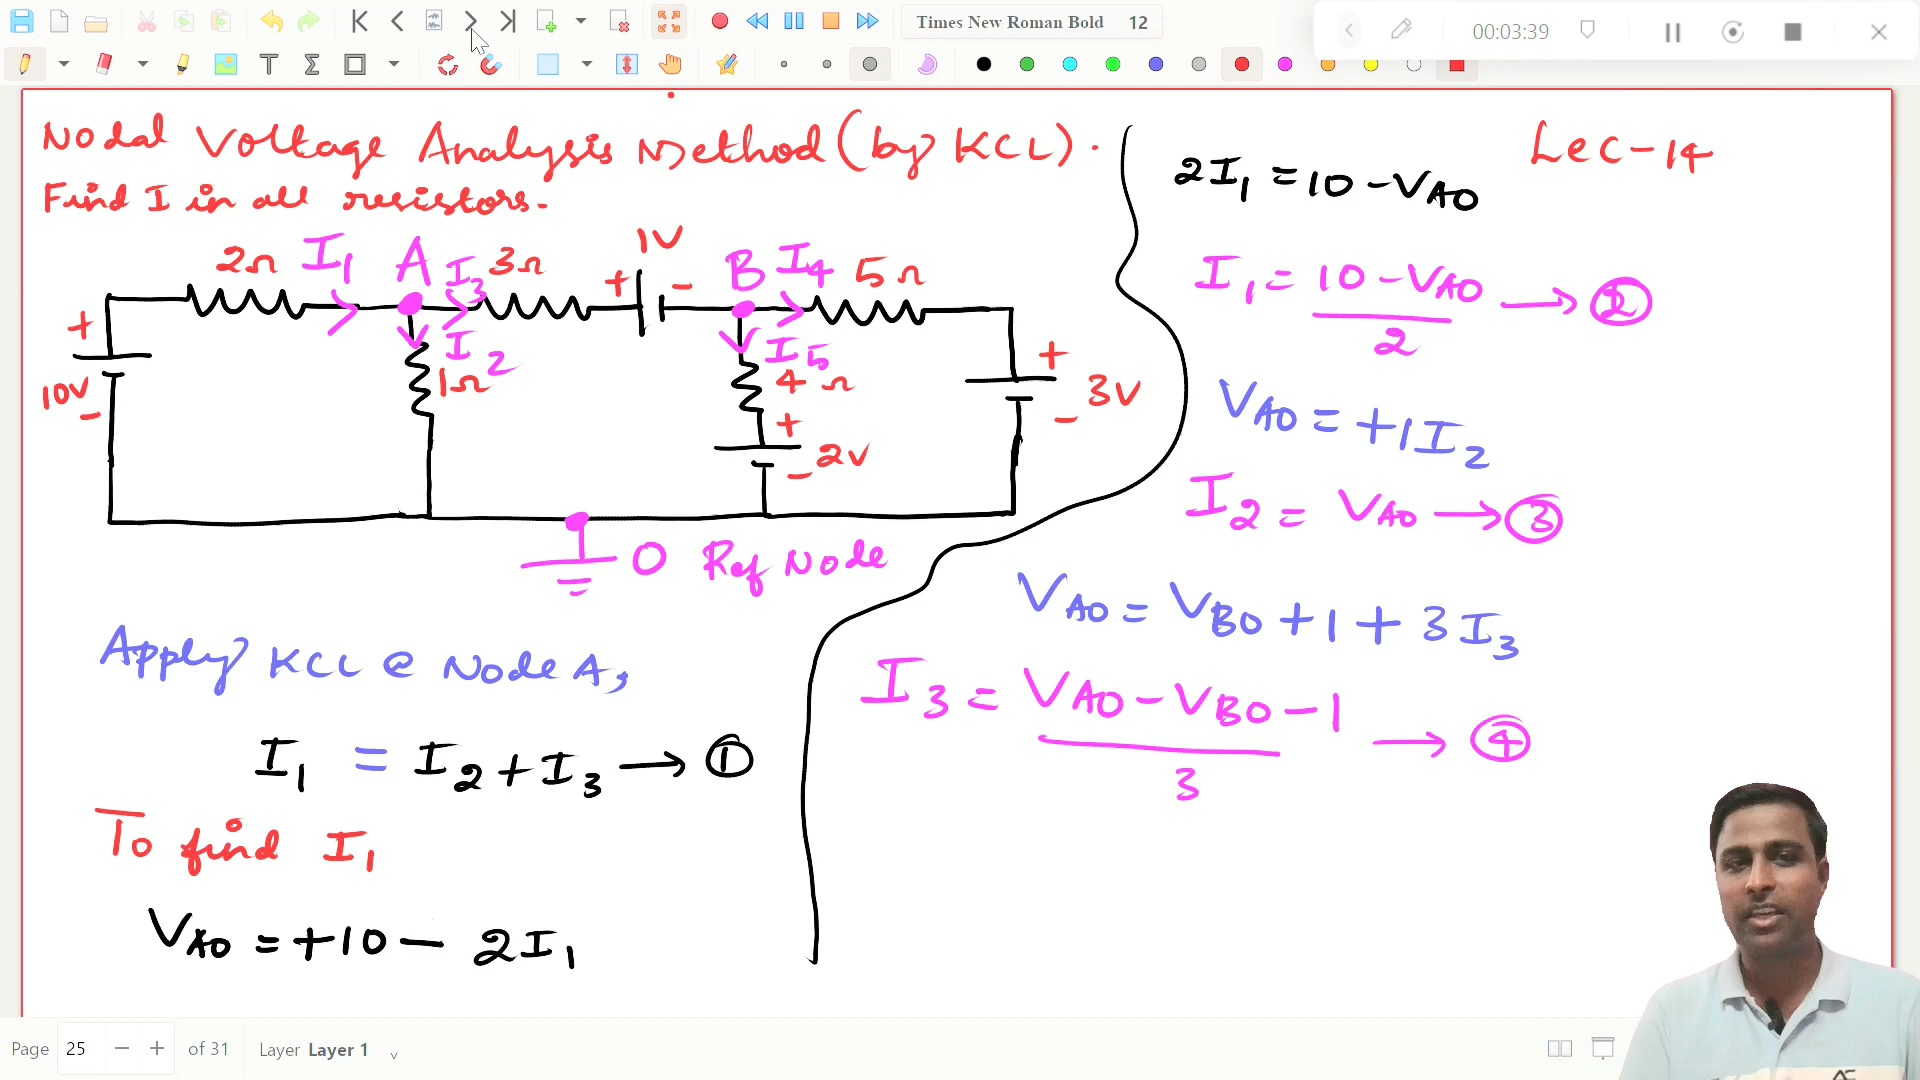 Times New Roman Bold 12
00:03:39
Nodal Voltage Analysis Method (by KCL).
Find I in all resistors.
Lec-14
2Ω I1 A I3 3Ω + 1V - B I4 5Ω
+ 10V -
I2 1Ω
I5 4Ω
+ 2V -
+ 3V -
O Ref Node
Apply KCL @ Node A,
I1 = I2 + I3 → ①
To find I1
VAO = +10 - 2I1
2I1 = 10 - VAO
I1 = 10 - VAO / 2 → ②
VAO = +1I2
I2 = VAO → ③
VAO = VBO + 1 + 3I3
I3 = VAO - VBO - 1 / 3 → ④
Page 25 - + of 31 Layer Layer 1